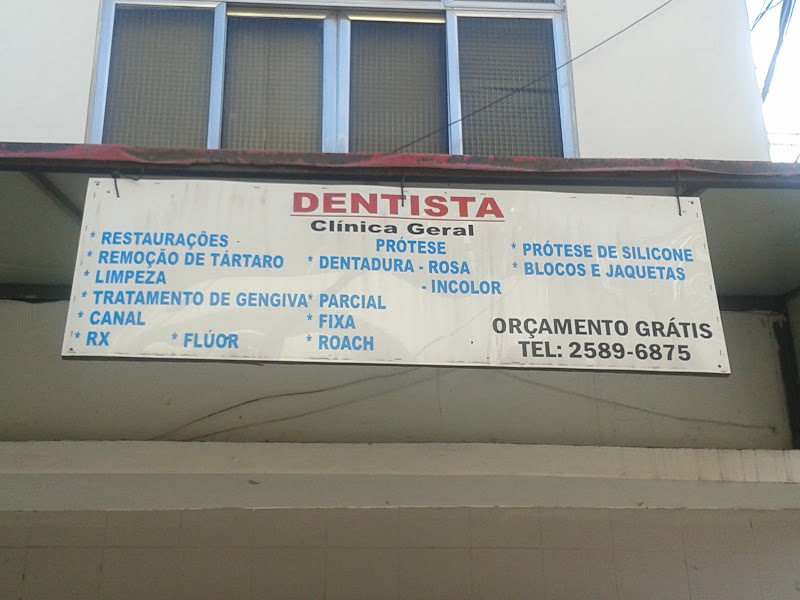 DENTISTA
Clínica Geral
* RESTAURAÇÕES
* REMOÇÃO DE TÁRTARO
* LIMPEZA
* TRATAMENTO DE GENGIVA
* CANAL
* RX * FLÚOR
PRÓTESE
* DENTADURA - ROSA
- INCOLOR
* PARCIAL
* FIXA
* ROACH
* PRÓTESE DE SILICONE
* BLOCOS E JAQUETAS
ORÇAMENTO GRÁTIS
TEL: 2589-6875